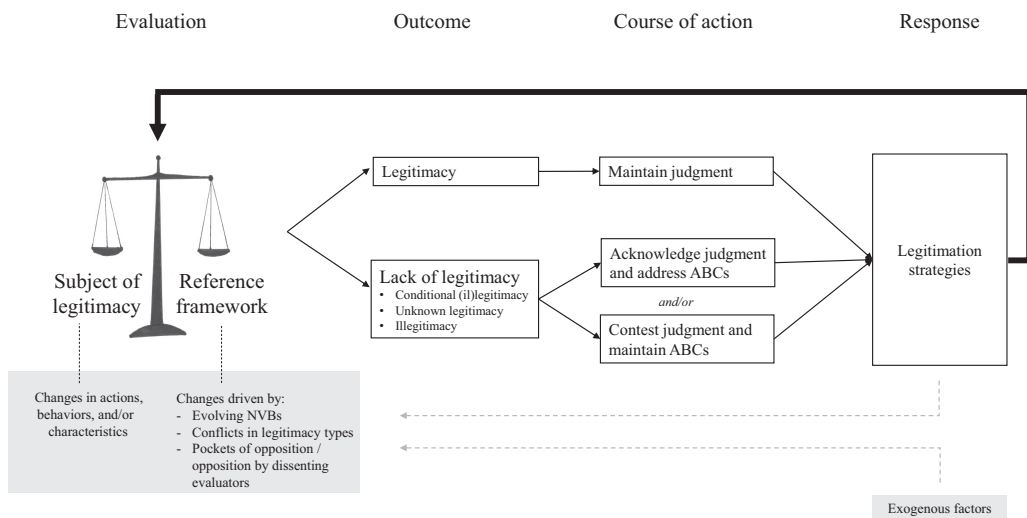 Evaluation
Outcome
Course of action
Response
Legitimacy
Maintain judgment
Subject of
legitimacy
Reference
framework
Lack of legitimacy
• Conditional (il)legitimacy
• Unknown legitimacy
• Illegitimacy
Acknowledge judgment
and address ABCs
and/or
Contest judgment and
maintain ABCs
Legitimation
strategies
Changes in actions,
behaviors, and/or
characteristics
Changes driven by:
- Evolving NVBs
- Conflicts in legitimacy types
- Pockets of opposition /
opposition by dissenting
evaluators
Exogenous factors